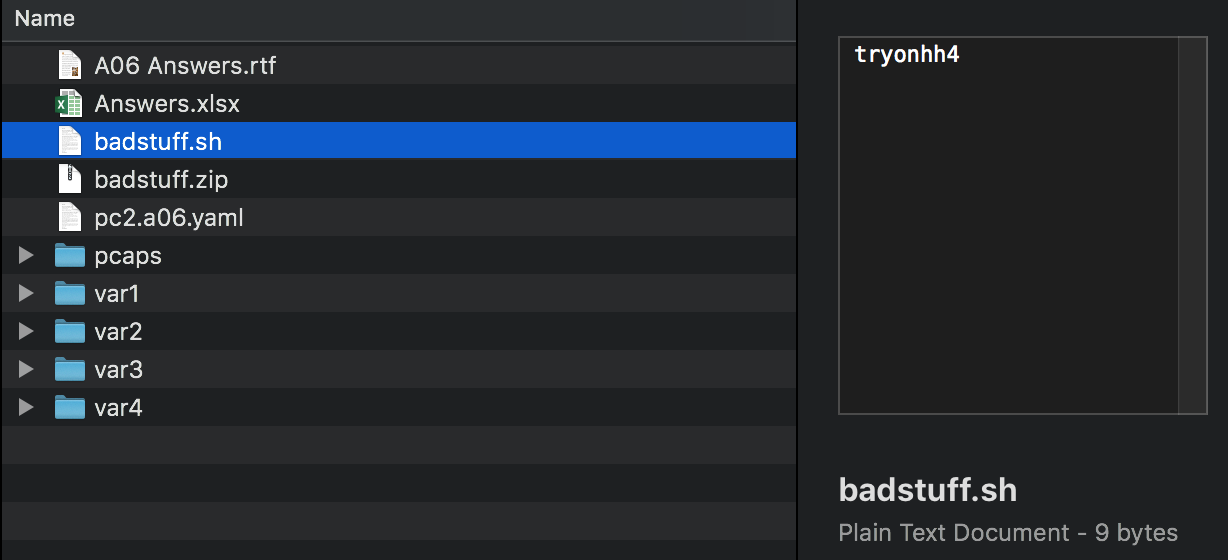 Name
A06 Answers.rtf
Answers.xlsx
badstuff.sh
badstuff.zip
pc2.a06.yaml
pcaps
var1
var2
var3
var4
tryonhh4
badstuff.sh
Plain Text Document - 9 bytes